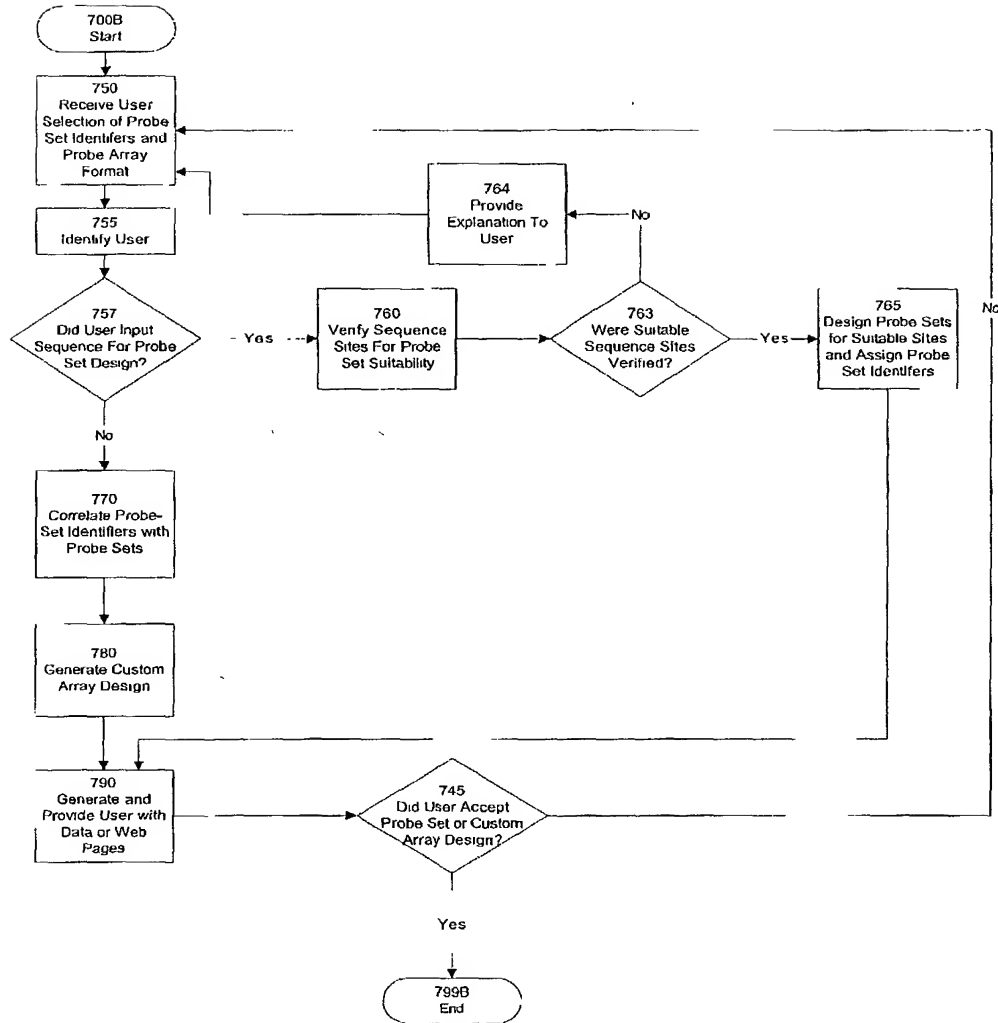 700B
Start
750
Receive User
Selection of Probe
Set Identifers and
Probe Array
Format
755
Identify User
757
Did User Input
Sequence For Probe
Set Design?
Yes
No
760
Verify Sequence
Sites For Probe
Set Suitability
763
Were Suitable
Sequence Sites
Verified?
No
Yes
764
Provide
Explanation To
User
765
Design Probe Sets
for Suitable Sites
and Assign Probe
Set Identifers
No
770
Correlate Probe-
Set Identifiers with
Probe Sets
780
Generate Custom
Array Design
790
Generate and
Provide User with
Data or Web
Pages
745
Did User Accept
Probe Set or Custom
Array Design?
Yes
799B
End